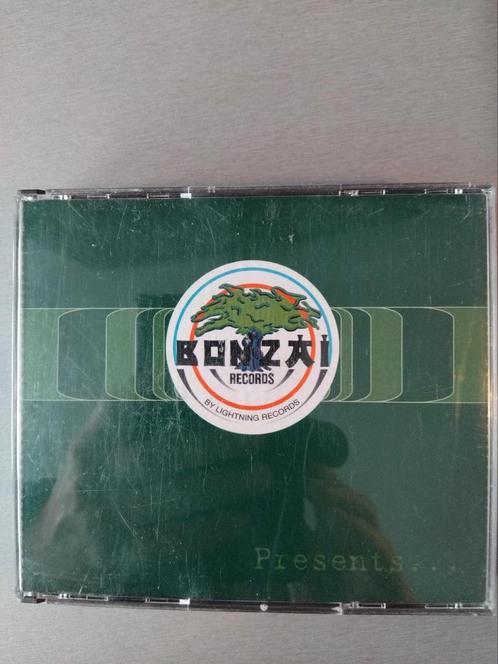 BONZAI
RECORDS
BY LIGHTNING RECORDS
Presents...